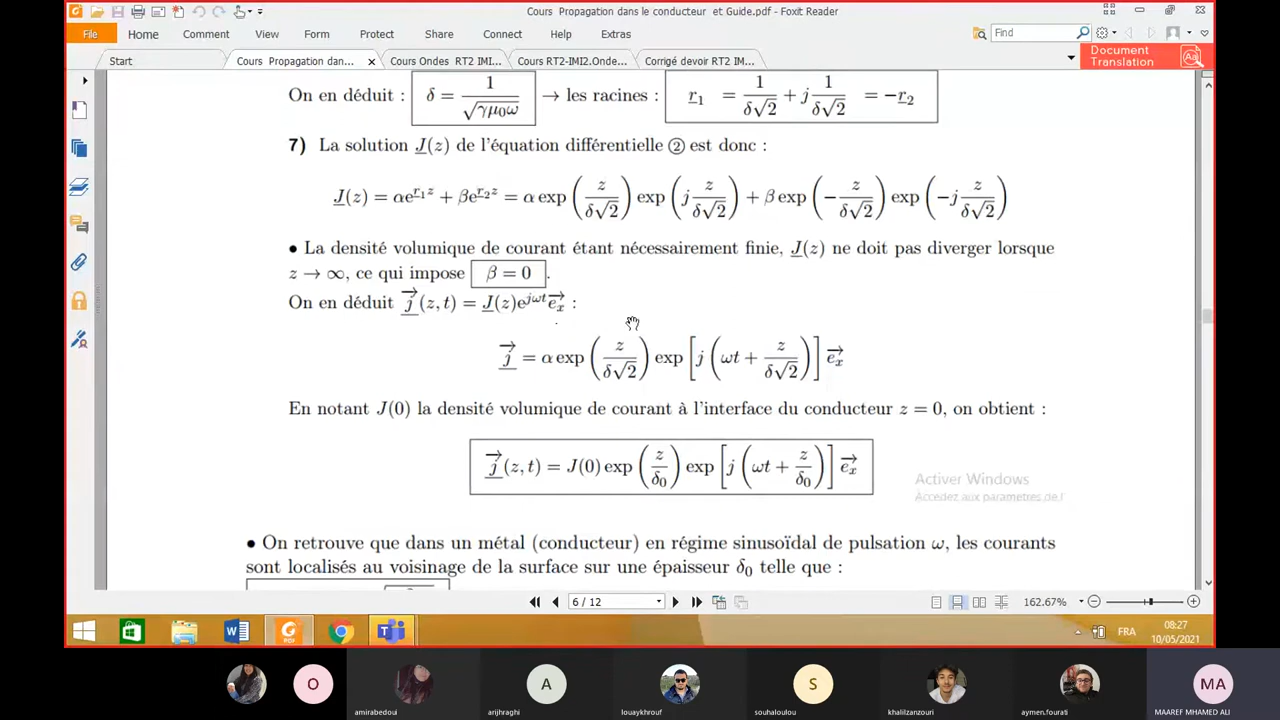 Cours Propagation dans le conducteur et Guide.pdf - Foxit Reader
File Home Comment View Form Protect Share Connect Help Extras Find
Start Cours Propagation dan... Cours Ondes RT2 IMI... Cours RT2-IMI2.Onde... Corrigé devoir RT2 IM... Document Translation
On en déduit : δ = 1/√(γμ₀ω) → les racines : r₁ = 1/(δ√2) + j 1/(δ√2) = −r₂
7) La solution J(z) de l'équation différentielle ② est donc :
J(z) = αe^{r₁z} + βe^{r₂z} = α exp (z/(δ√2)) exp (j z/(δ√2)) + β exp (−z/(δ√2)) exp (−j z/(δ√2))
• La densité volumique de courant étant nécessairement finie, J(z) ne doit pas diverger lorsque
z → ∞, ce qui impose β = 0.
On en déduit j⃗(z, t) = J(z)e^{jωt}e⃗ₓ :
j⃗ = α exp (z/(δ√2)) exp [j (ωt + z/(δ√2))] e⃗ₓ
En notant J(0) la densité volumique de courant à l'interface du conducteur z = 0, on obtient :
j⃗(z, t) = J(0) exp (z/δ₀) exp [j (ωt + z/δ₀)] e⃗ₓ
Activer Windows
Accédez aux paramètres de l'
• On retrouve que dans un métal (conducteur) en régime sinusoïdal de pulsation ω, les courants
sont localisés au voisinage de la surface sur une épaisseur δ₀ telle que :
6 / 12 162.67%
FRA 08:27
10/05/2021
O A S MA
amirabedoui arijhraghi louaykhrouf souhaloulou khalilzanzouri aymen.fourati MAAREF MHAMED ALI